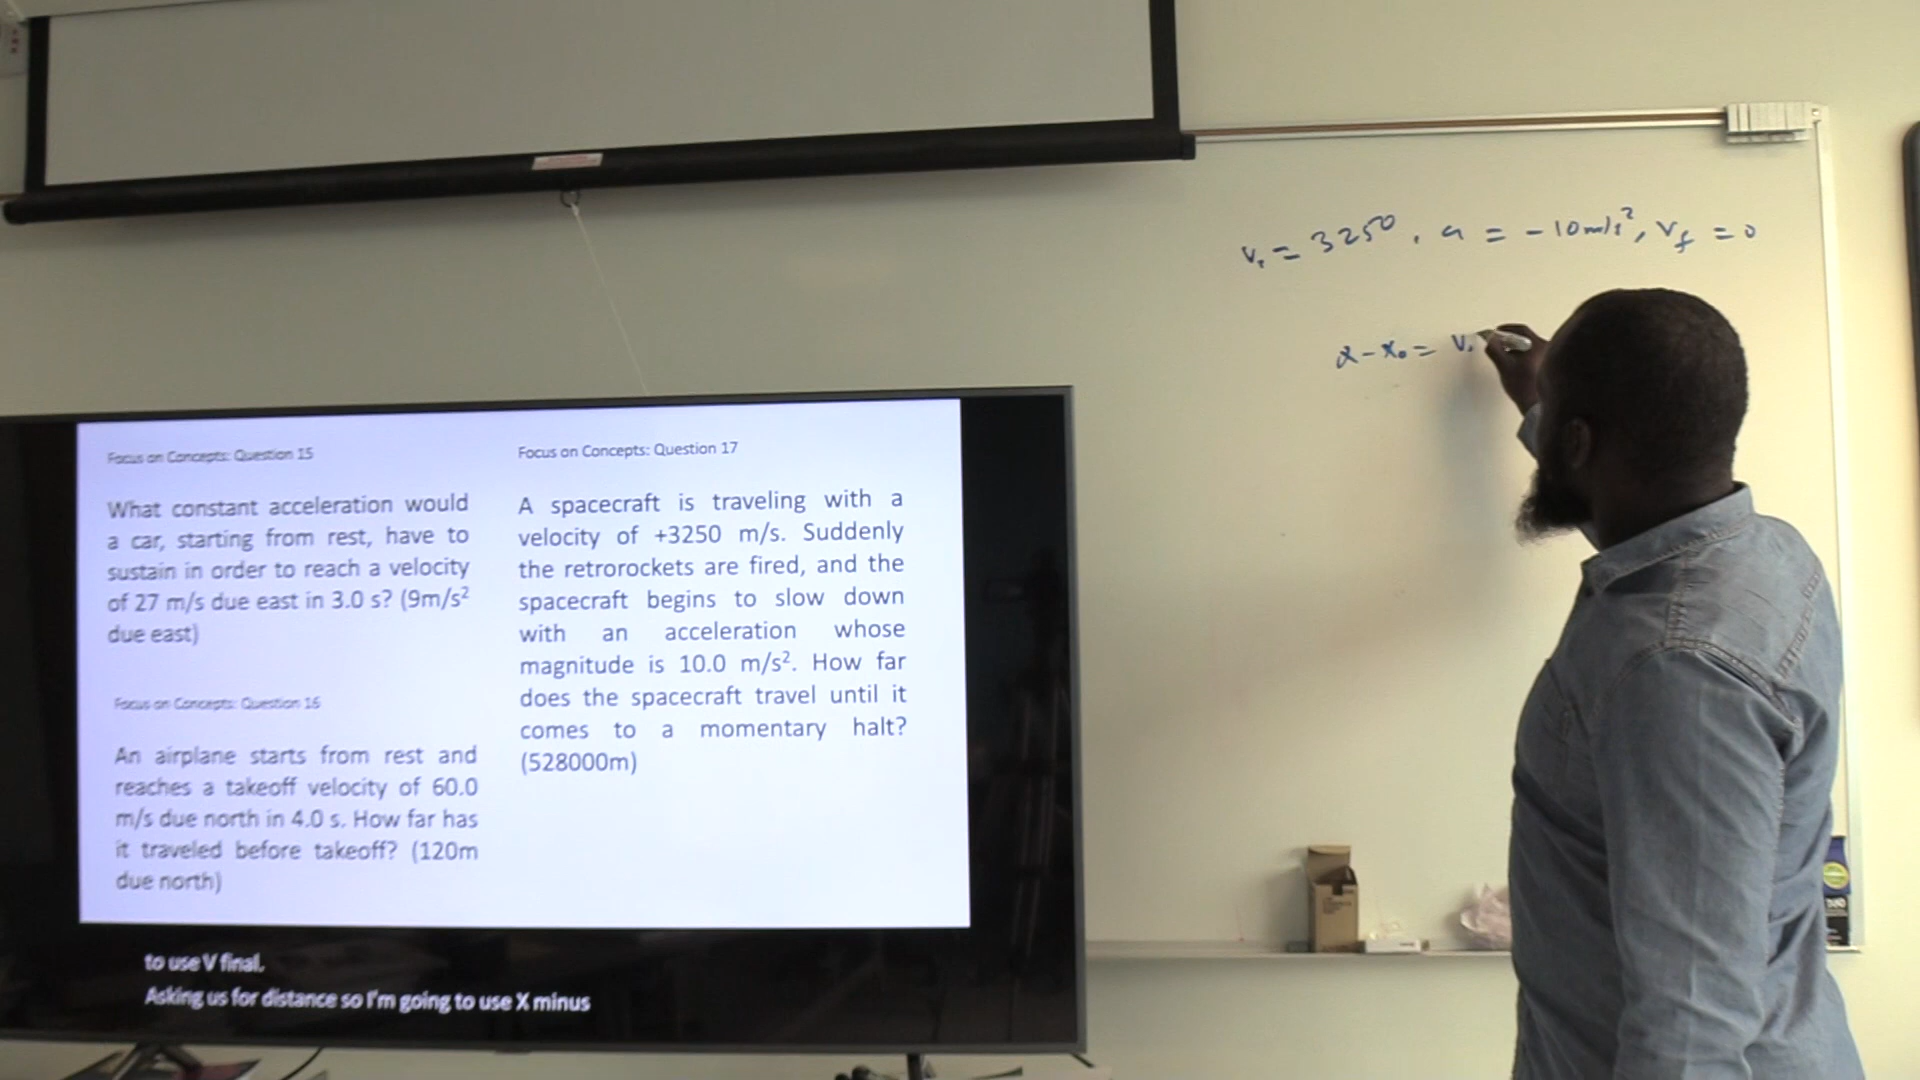 Focus on Concepts: Question 15
What constant acceleration would
a car, starting from rest, have to
sustain in order to reach a velocity
of 27 m/s due east in 3.0 s? (9m/s²
due east)
Focus on Concepts: Question 16
An airplane starts from rest and
reaches a takeoff velocity of 60.0
m/s due north in 4.0 s. How far has
it traveled before takeoff? (120m
due north)
Focus on Concepts: Question 17
A spacecraft is traveling with a
velocity of +3250 m/s. Suddenly
the retrorockets are fired, and the
spacecraft begins to slow down
with an acceleration whose
magnitude is 10.0 m/s². How far
does the spacecraft travel until it
comes to a momentary halt?
(528000m)
to use V final.
Asking us for distance so I'm going to use X minus
v₀ = 3250, a = -10m/s², v_f = 0
x - x₀ = v₀